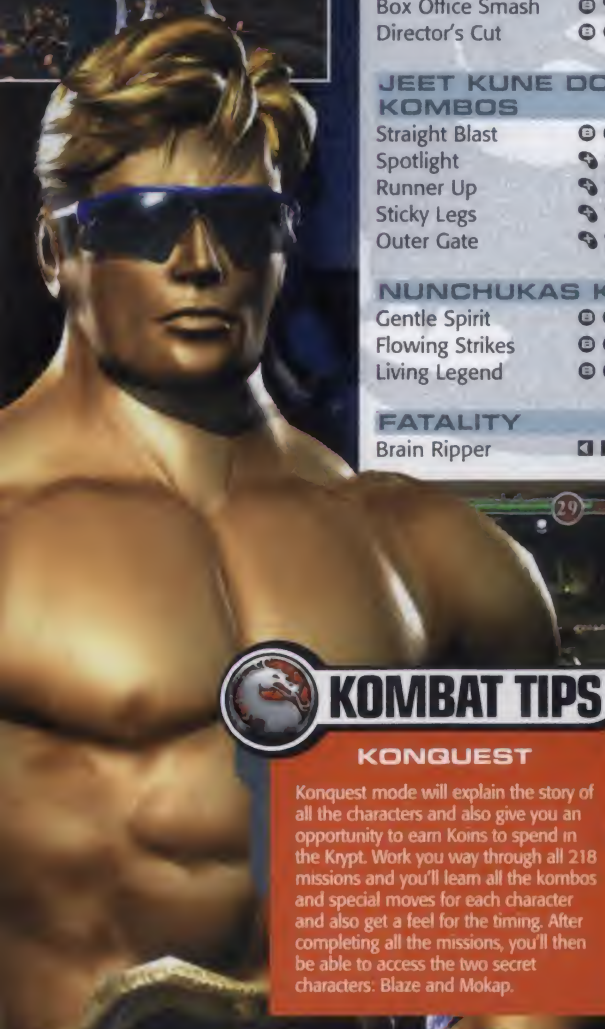 Box Office Smash B
Director's Cut B
JEET KUNE DO
KOMBOS
Straight Blast B
Spotlight
Runner Up
Sticky Legs
Outer Gate
NUNCHUKAS K
Gentle Spirit B
Flowing Strikes B
Living Legend B
FATALITY
Brain Ripper
29
KOMBAT TIPS
KONQUEST
Konquest mode will explain the story of
all the characters and also give you an
opportunity to earn Koins to spend in
the Krypt. Work you way through all 218
missions and you'll learn all the kombos
and special moves for each character
and also get a feel for the timing. After
completing all the missions, you'll then
be able to access the two secret
characters: Blaze and Mokap.